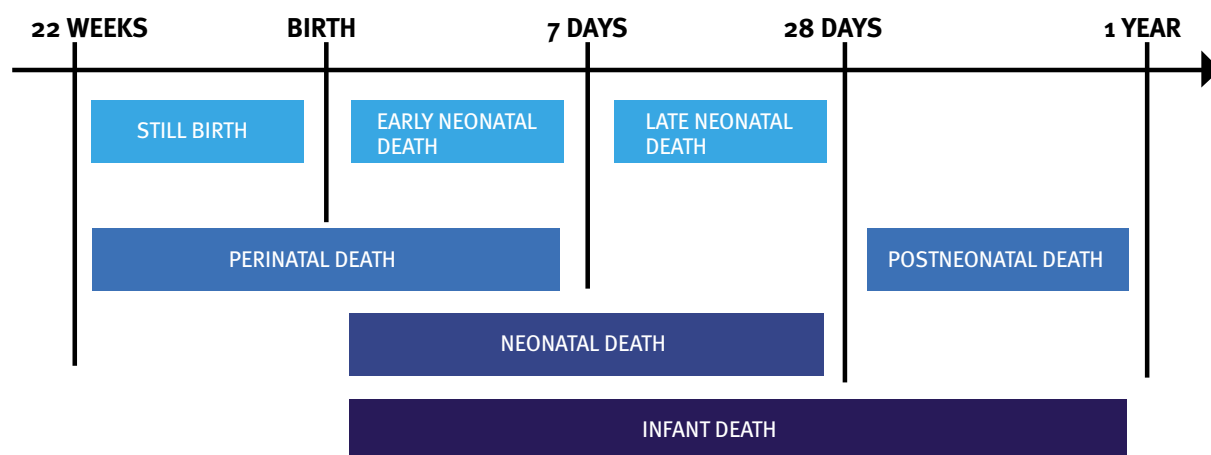 22 WEEKS
BIRTH
7 DAYS
28 DAYS
1 YEAR
STILL BIRTH
EARLY NEONATAL
DEATH
LATE NEONATAL
DEATH
PERINATAL DEATH
POSTNEONATAL DEATH
NEONATAL DEATH
INFANT DEATH